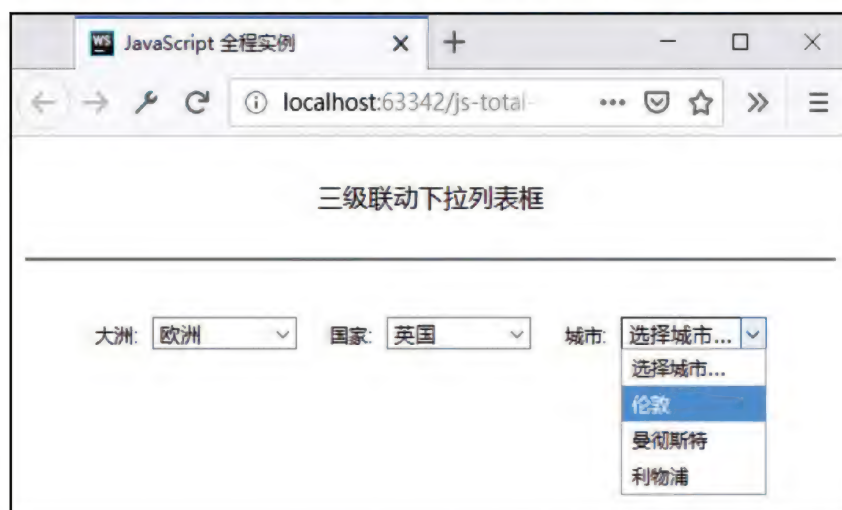 WS JavaScript 全程实例
localhost:63342/js-total-
三级联动下拉列表框
大洲: 欧洲 国家: 英国 城市: 选择城市...
选择城市...
伦敦
曼彻斯特
利物浦